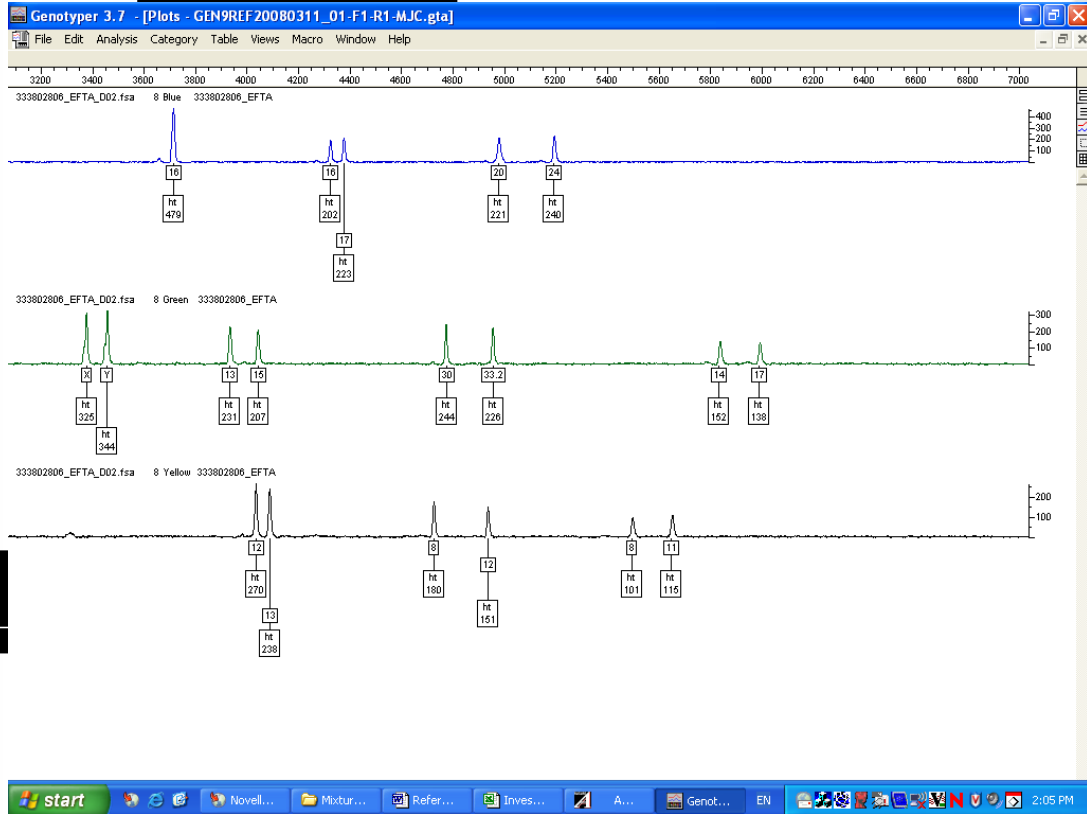 Genotyper 3.7 - [Plots - GEN9REF20080311_01-F1-R1-MJC.gta]
File Edit Analysis Category Table Views Macro Window Help
3200 3400 3600 3800 4000 4200 4400 4600 4800 5000 5200 5400 5600 5800 6000 6200 6400 6600 6800 7000
333802806_EFTA_D02.fsa 8 Blue 333802806_EFTA
400
300
200
100
16 16 20 24
ht ht ht ht
479 202 221 240
17
ht
223
333802806_EFTA_D02.fsa 8 Green 333802806_EFTA
300
200
100
X Y 13 15 30 33.2 14 17
ht ht ht ht ht ht ht
325 231 207 244 226 152 138
ht
344
333802806_EFTA_D02.fsa 8 Yellow 333802806_EFTA
200
100
12 8 8 11
12
ht ht ht ht
270 180 101 115
ht
151
13
ht
238
start Novell... Mixtur... Refer... Inves... A... Genot... EN N 2:05 PM